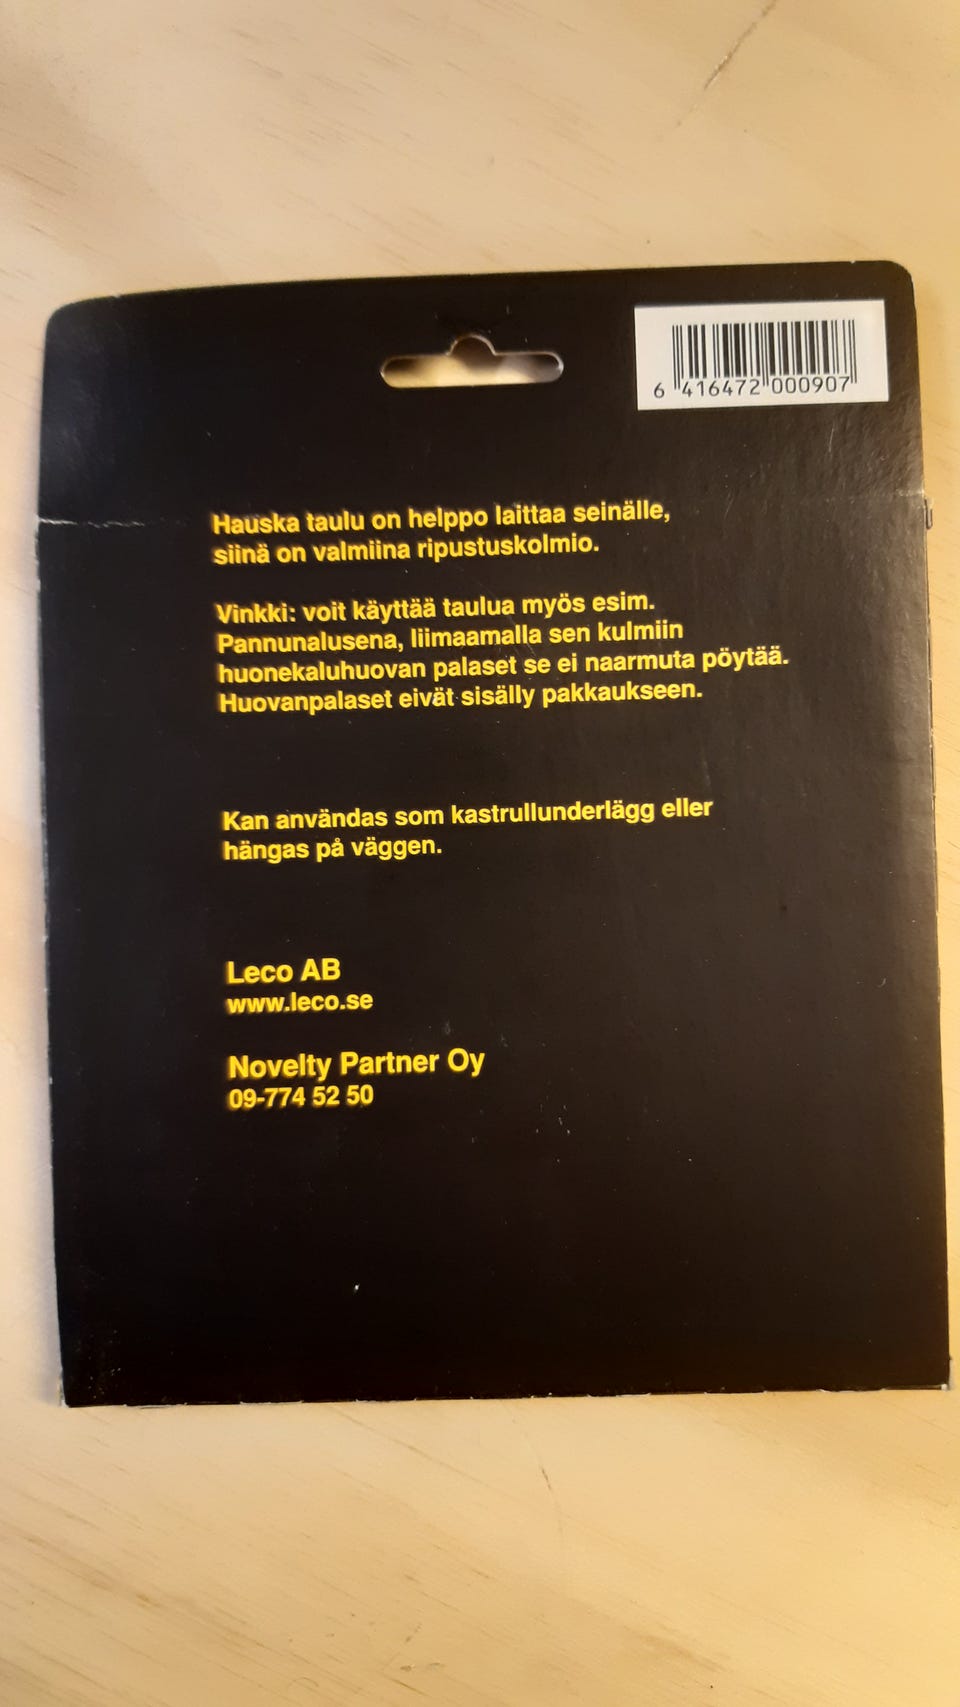 6 416472 000907
Hauska taulu on helppo laittaa seinälle,
siinä on valmiina ripustuskolmio.
Vinkki: voit käyttää taulua myös esim.
Pannunalusena, liimaamalla sen kulmiin
huonekaluhuovan palaset se ei naarmuta pöytää.
Huovanpalaset eivät sisälly pakkaukseen.
Kan användas som kastrullunderlägg eller
hängas på väggen.
Leco AB
www.leco.se
Novelty Partner Oy
09-774 52 50